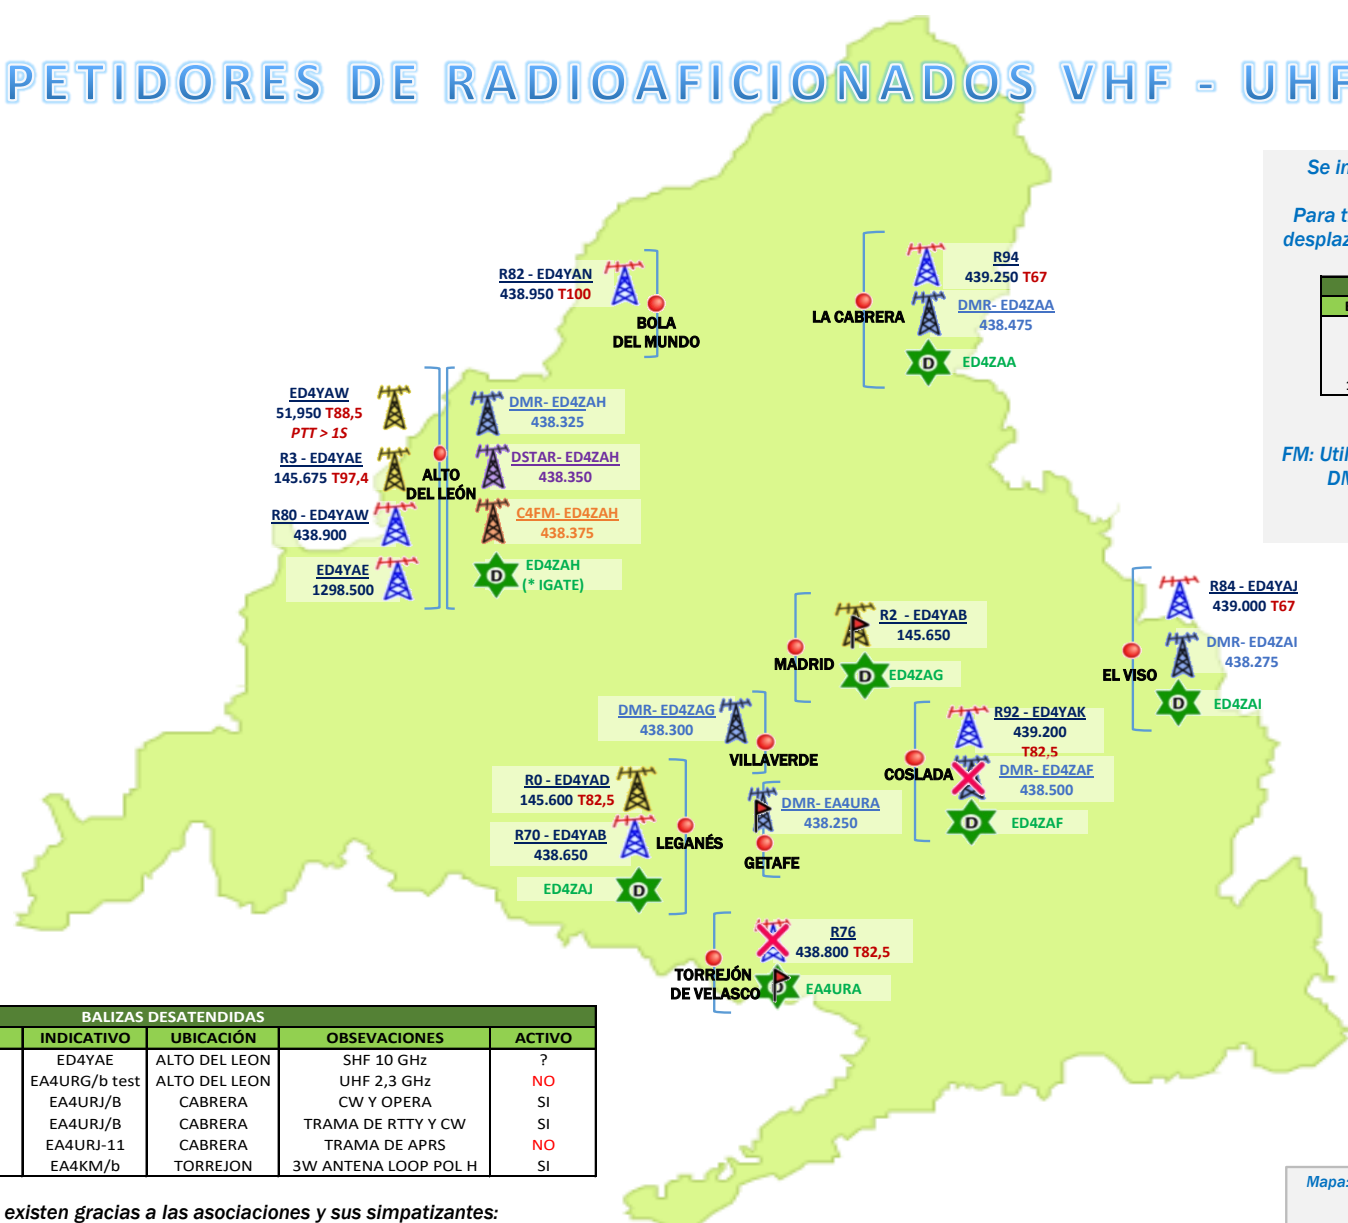 PETIDORES DE RADIOAFICIONADOS VHF - UHF
Se in
Para t
desplaz
FM: Util
DM
R82 - ED4YAN
438.950 T100
BOLA
DEL MUNDO
R94
439.250 T67
LA CABRERA
DMR- ED4ZAA
438.475
D
ED4ZAA
ED4YAW
51,950 T88,5
PTT > 1S
R3 - ED4YAE
145.675 T97,4
R80 - ED4YAW
438.900
ED4YAE
1298.500
ALTO
DEL LEÓN
DMR- ED4ZAH
438.325
DSTAR- ED4ZAH
438.350
C4FM- ED4ZAH
438.375
D
ED4ZAH
(* IGATE)
R2 - ED4YAB
145.650
MADRID
D
ED4ZAG
R84 - ED4YAJ
439.000 T67
DMR- ED4ZAI
438.275
EL VISO
D
ED4ZAI
DMR- ED4ZAG
438.300
VILLAVERDE
R92 - ED4YAK
439.200
T82,5
COSLADA
DMR- ED4ZAF
438.500
D
ED4ZAF
R0 - ED4YAD
145.600 T82,5
R70 - ED4YAB
438.650
LEGANÉS
ED4ZAJ
D
DMR- EA4URA
438.250
GETAFE
R76
438.800 T82,5
TORREJÓN
DE VELASCO
D
EA4URA
BALIZAS DESATENDIDAS
INDICATIVO UBICACIÓN OBSEVACIONES ACTIVO
ED4YAE ALTO DEL LEON SHF 10 GHz ?
EA4URG/b test ALTO DEL LEON UHF 2,3 GHz NO
EA4URJ/B CABRERA CW Y OPERA SI
EA4URJ/B CABRERA TRAMA DE RTTY Y CW SI
EA4URJ-11 CABRERA TRAMA DE APRS NO
EA4KM/b TORREJON 3W ANTENA LOOP POL H SI
existen gracias a las asociaciones y sus simpatizantes:
Mapa: